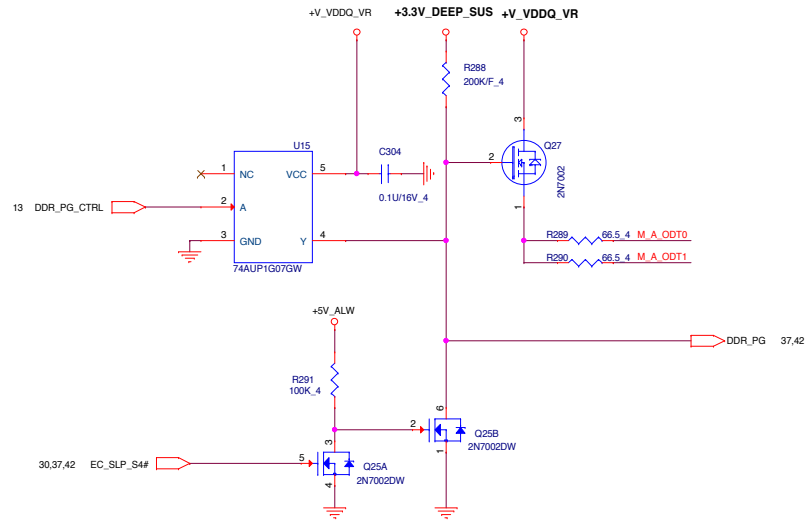 +V_VDDQ_VR
+3.3V_DEEP_SUS
+V_VDDQ_VR
R288
200K/F_4
3
Q27
2
2N7002
1
U15
C304
0.1U/16V_4
1
NC
VCC
5
13
DDR_PG_CTRL
2
A
3
GND
Y
4
74AUP1G07GW
R289
66.5_4
M_A_ODT0
R290
66.5_4
M_A_ODT1
+5V_ALW
DDR_PG
37,42
R291
100K_4
6
2
Q25B
2N7002DW
1
3
30,37,42
EC_SLP_S4#
5
Q25A
2N7002DW
4